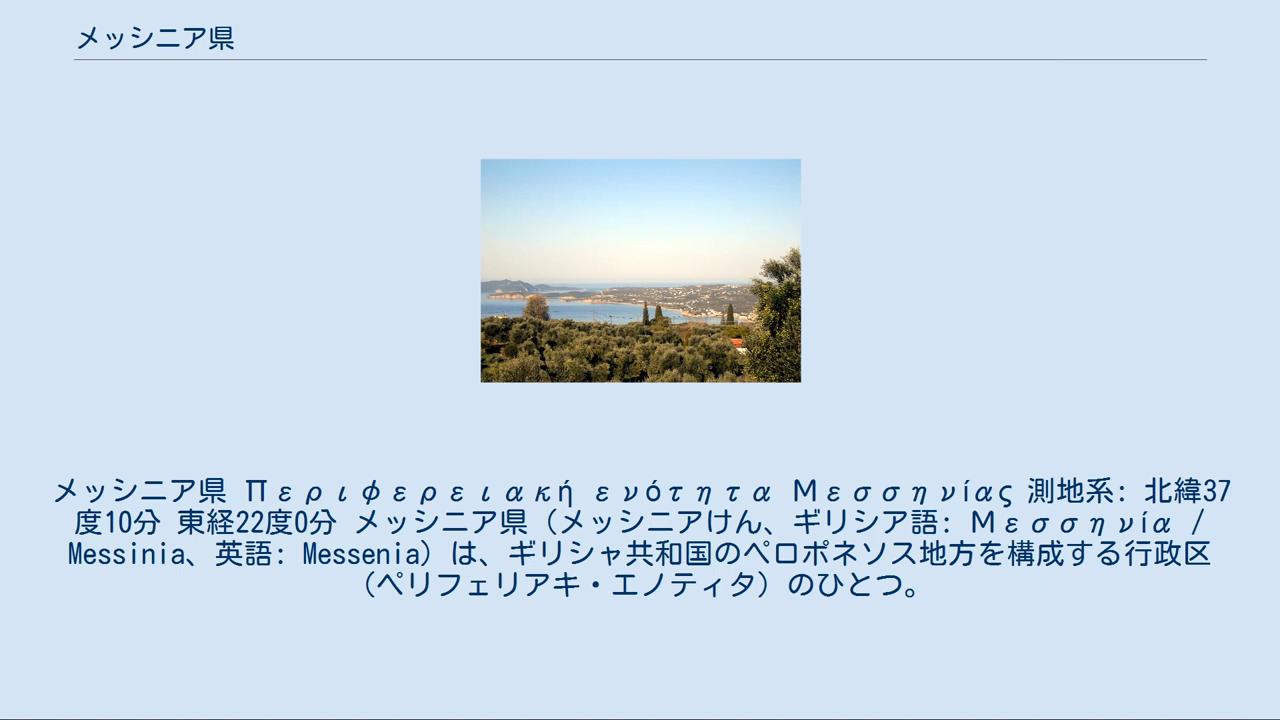 メッシニア県
メッシニア県 Περιφερειακή ενότητα Μεσσηνίας 測地系: 北緯37
度10分 東経22度0分 メッシニア県（メッシニアけん、ギリシア語: Μεσσηνία /
Messinia、英語: Messenia）は、ギリシャ共和国のペロポネソス地方を構成する行政区
（ペリフェリアキ・エノティタ）のひとつ。